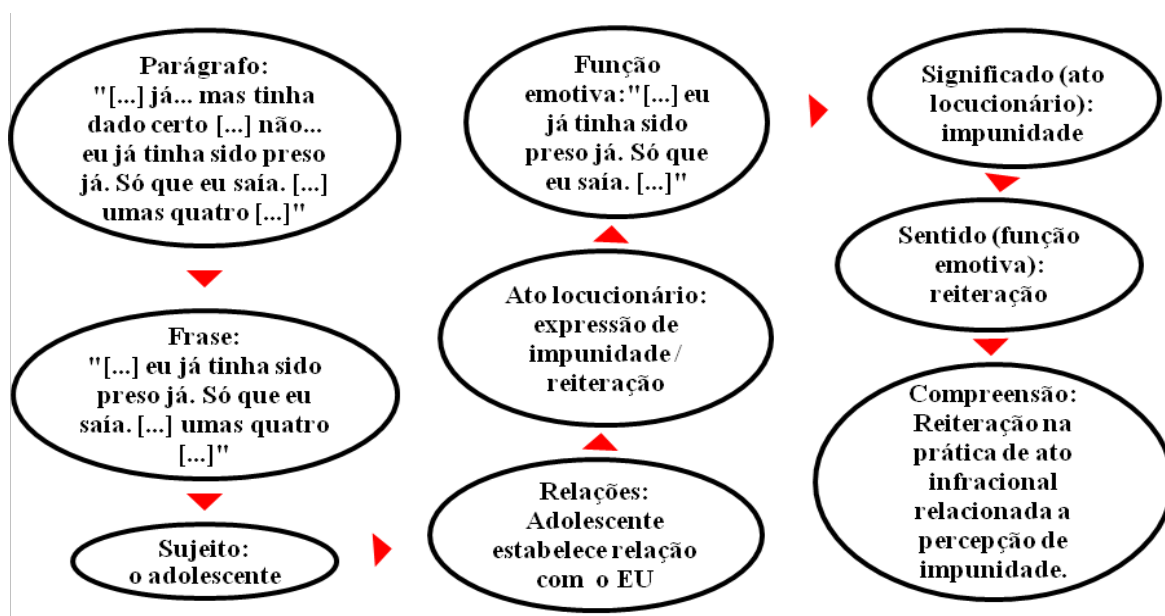 Parágrafo:
"[...] já... mas tinha
dado certo [...] não...
eu já tinha sido preso
já. Só que eu saía. [...]
umas quatro [...]"
Frase:
"[...] eu já tinha sido
preso já. Só que eu
saía. [...] umas quatro
[...]"
Sujeito:
o adolescente
Relações:
Adolescente
estabelece relação
com o EU
Ato locucionário:
expressão de
impunidade /
reiteração
Função
emotiva:"[...] eu
já tinha sido
preso já. Só que
eu saía. [...]"
Significado (ato
locucionário):
impunidade
Sentido (função
emotiva):
reiteração
Compreensão:
Reiteração na
prática de ato
infracional
relacionada a
percepção de
impunidade.